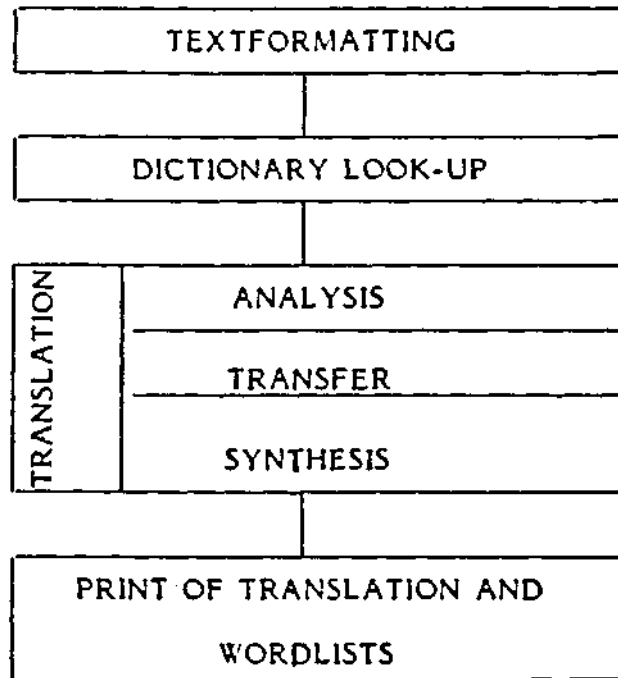 TEXTFORMATTING
DICTIONARY LOOK-UP
TRANSLATION
ANALYSIS
TRANSFER
SYNTHESIS
PRINT OF TRANSLATION AND
WORDLISTS